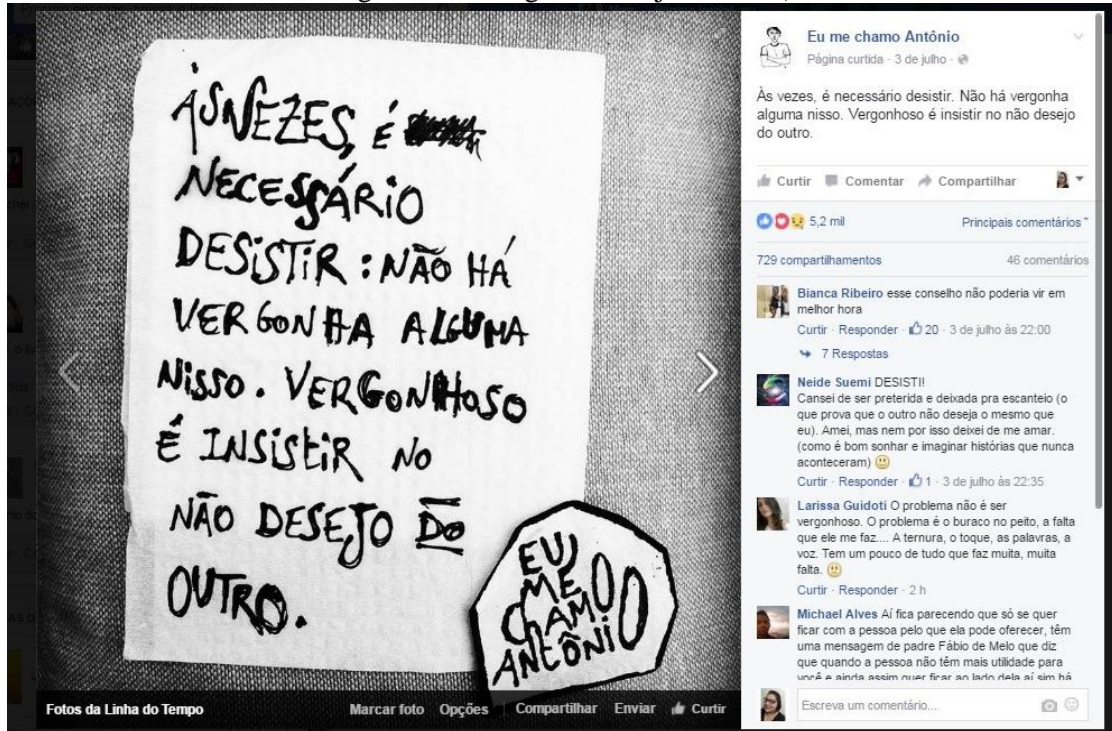 ÀS VEZES, É
NECESSÁRIO
DESISTIR: NÃO HÁ
VERGONHA ALGUMA
NISSO. VERGONHOSO
É INSISTIR NO
NÃO DESEJO DO
OUTRO.
EU
ME
CHAMO
ANTÔNIO
Fotos da Linha do Tempo
Marcar foto Opções Compartilhar Enviar Curtir
Eu me chamo Antônio
Página curtida · 3 de julho ·
Às vezes, é necessário desistir. Não há vergonha
alguma nisso. Vergonhoso é insistir no não desejo
do outro.
Curtir Comentar Compartilhar
5,2 mil Principais comentários
729 compartilhamentos 46 comentários
Bianca Ribeiro esse conselho não poderia vir em
melhor hora
Curtir · Responder · 20 · 3 de julho às 22:00
7 Respostas
Neide Suemi DESISTI!
Cansei de ser preterida e deixada pra escanteio (o
que prova que o outro não deseja o mesmo que
eu). Amei, mas nem por isso deixei de me amar.
(como é bom sonhar e imaginar histórias que nunca
aconteceram)
Curtir · Responder · 1 · 3 de julho às 22:35
Larissa Guidoti O problema não é ser
vergonhoso. O problema é o buraco no peito, a falta
que ele me faz.... A ternura, o toque, as palavras, a
voz. Tem um pouco de tudo que faz muita, muita
falta.
Curtir · Responder · 2 h
Michael Alves Aí fica parecendo que só se quer
ficar com a pessoa pelo que ela pode oferecer, têm
uma mensagem de padre Fábio de Melo que diz
que quando a pessoa não têm mais utilidade para
você e ainda assim quer ficar ao lado dela aí sim há
Escreva um comentário...